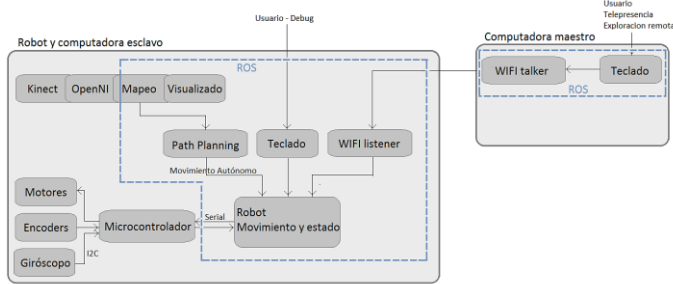 Usuario
Telepresencia
Exploracion remota
Usuario - Debug
Robot y computadora esclavo
Computadora maestro
ROS
Kinect
OpenNI
Mapeo
Visualizado
WIFI talker
Teclado
ROS
Path Planning
Teclado
WIFI listener
Movimiento Autónomo
Motores
Encoders
Giróscopo
I2C
Microcontrolador
Serial
Robot
Movimiento y estado